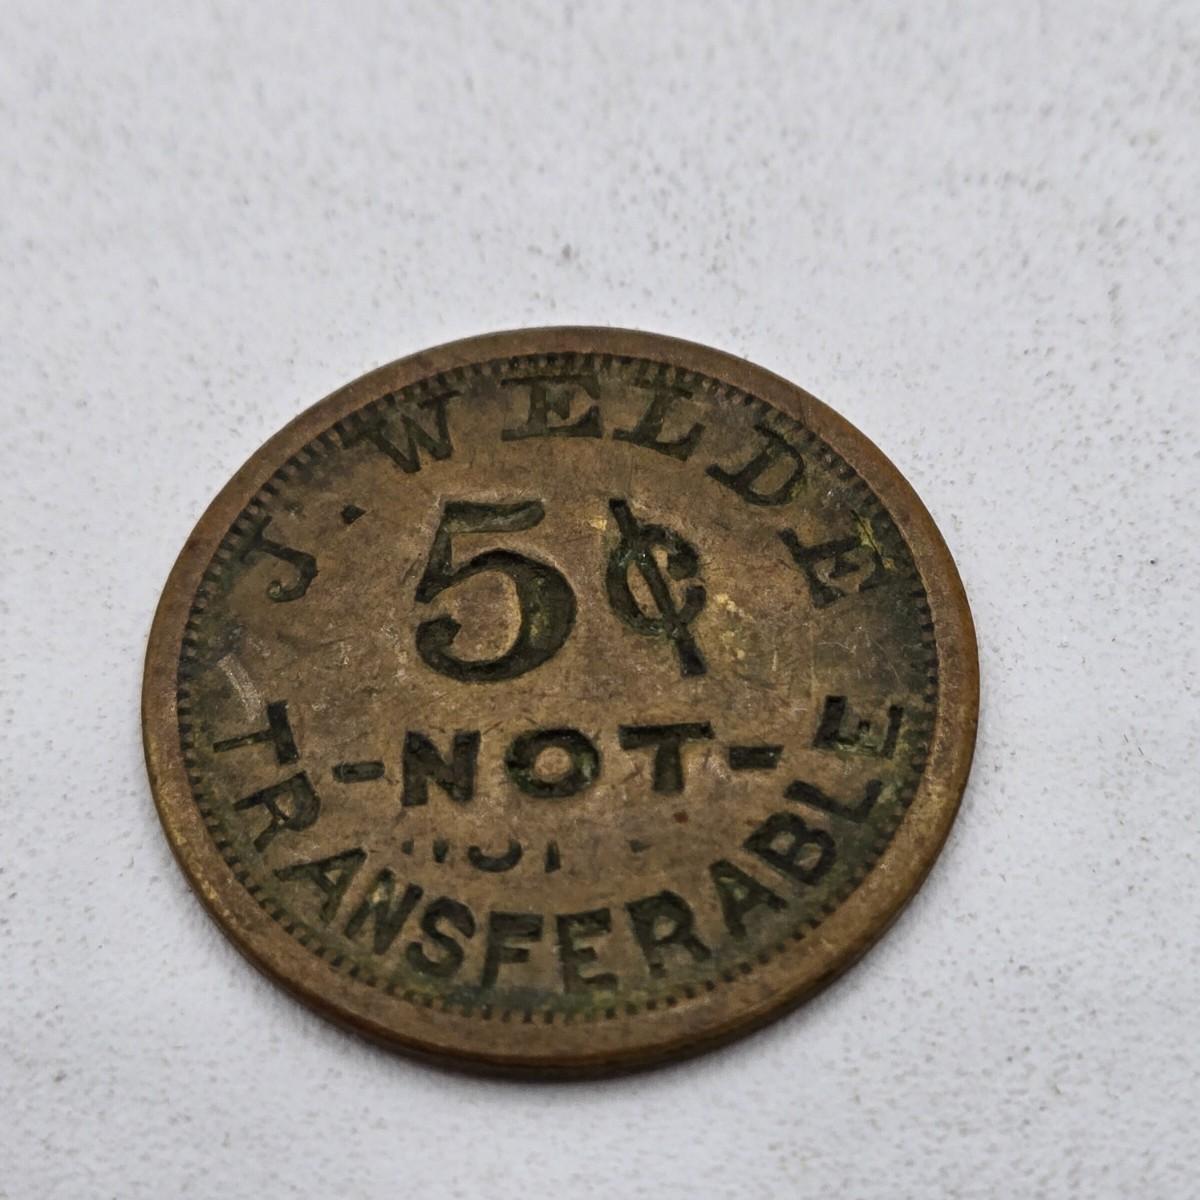 J. WELDE
5¢
-NOT-
TRANSFERABLE